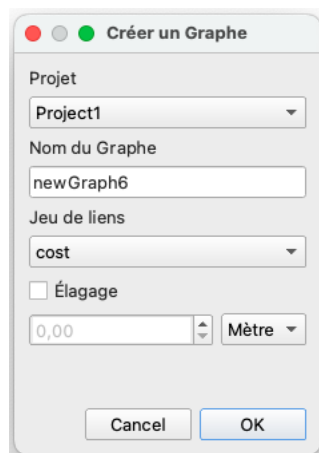 Créer un Graphe
Projet
Project1
Nom du Graphe
newGraph6
Jeu de liens
cost
Élagage
0,00 Mètre
Cancel OK